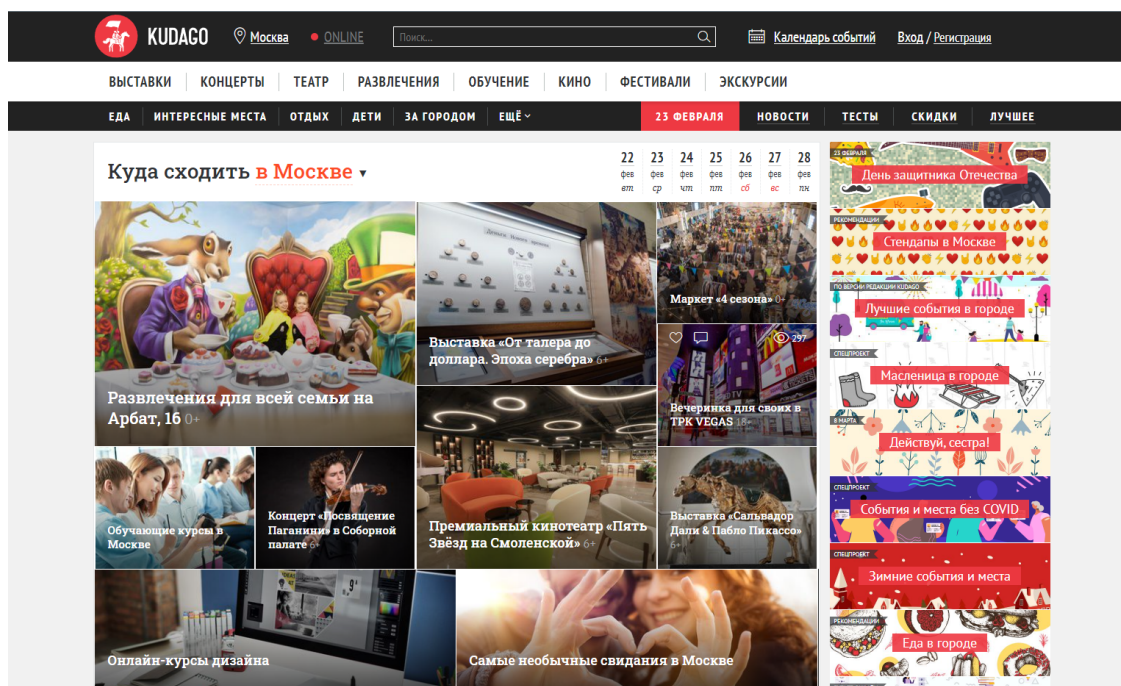 KUDAGO
Москва
ONLINE
Поиск...
Календарь событий
Вход / Регистрация
ВЫСТАВКИ
КОНЦЕРТЫ
ТЕАТР
РАЗВЛЕЧЕНИЯ
ОБУЧЕНИЕ
КИНО
ФЕСТИВАЛИ
ЭКСКУРСИИ
ЕДА
ИНТЕРЕСНЫЕ МЕСТА
ОТДЫХ
ДЕТИ
ЗА ГОРОДОМ
ЕЩЁ
23 ФЕВРАЛЯ
НОВОСТИ
ТЕСТЫ
СКИДКИ
ЛУЧШЕЕ
Куда сходить в Москве
22 23 24 25 26 27 28
фев фев фев фев фев фев фев
вт ср чт пт сб вс пн
Развлечения для всей семьи на
Арбат, 16 0+
Выставка «От талера до
доллара. Эпоха серебра» 6+
Маркет «4 сезона» 0+
297
Вечеринка для своих в
ТРК VEGAS 18+
Обучающие курсы в
Москве
Концерт «Посвящение
Паганини» в Соборной
палате 6+
Премиальный кинотеатр «Пять
Звёзд на Смоленской» 6+
Выставка «Сальвадор
Дали & Пабло Пикассо»
6+
Онлайн-курсы дизайна
Самые необычные свидания в Москве
23 ФЕВРАЛЯ
День защитника Отечества
РЕКОМЕНДАЦИИ
Стендапы в Москве
ПО ВЕРСИИ РЕДАКЦИИ KUDAGO
Лучшие события в городе
СПЕЦПРОЕКТ
Масленица в городе
8 МАРТА
Действуй, сестра!
СПЕЦПРОЕКТ
События и места без COVID
СПЕЦПРОЕКТ
Зимние события и места
РЕКОМЕНДАЦИИ
Еда в городе